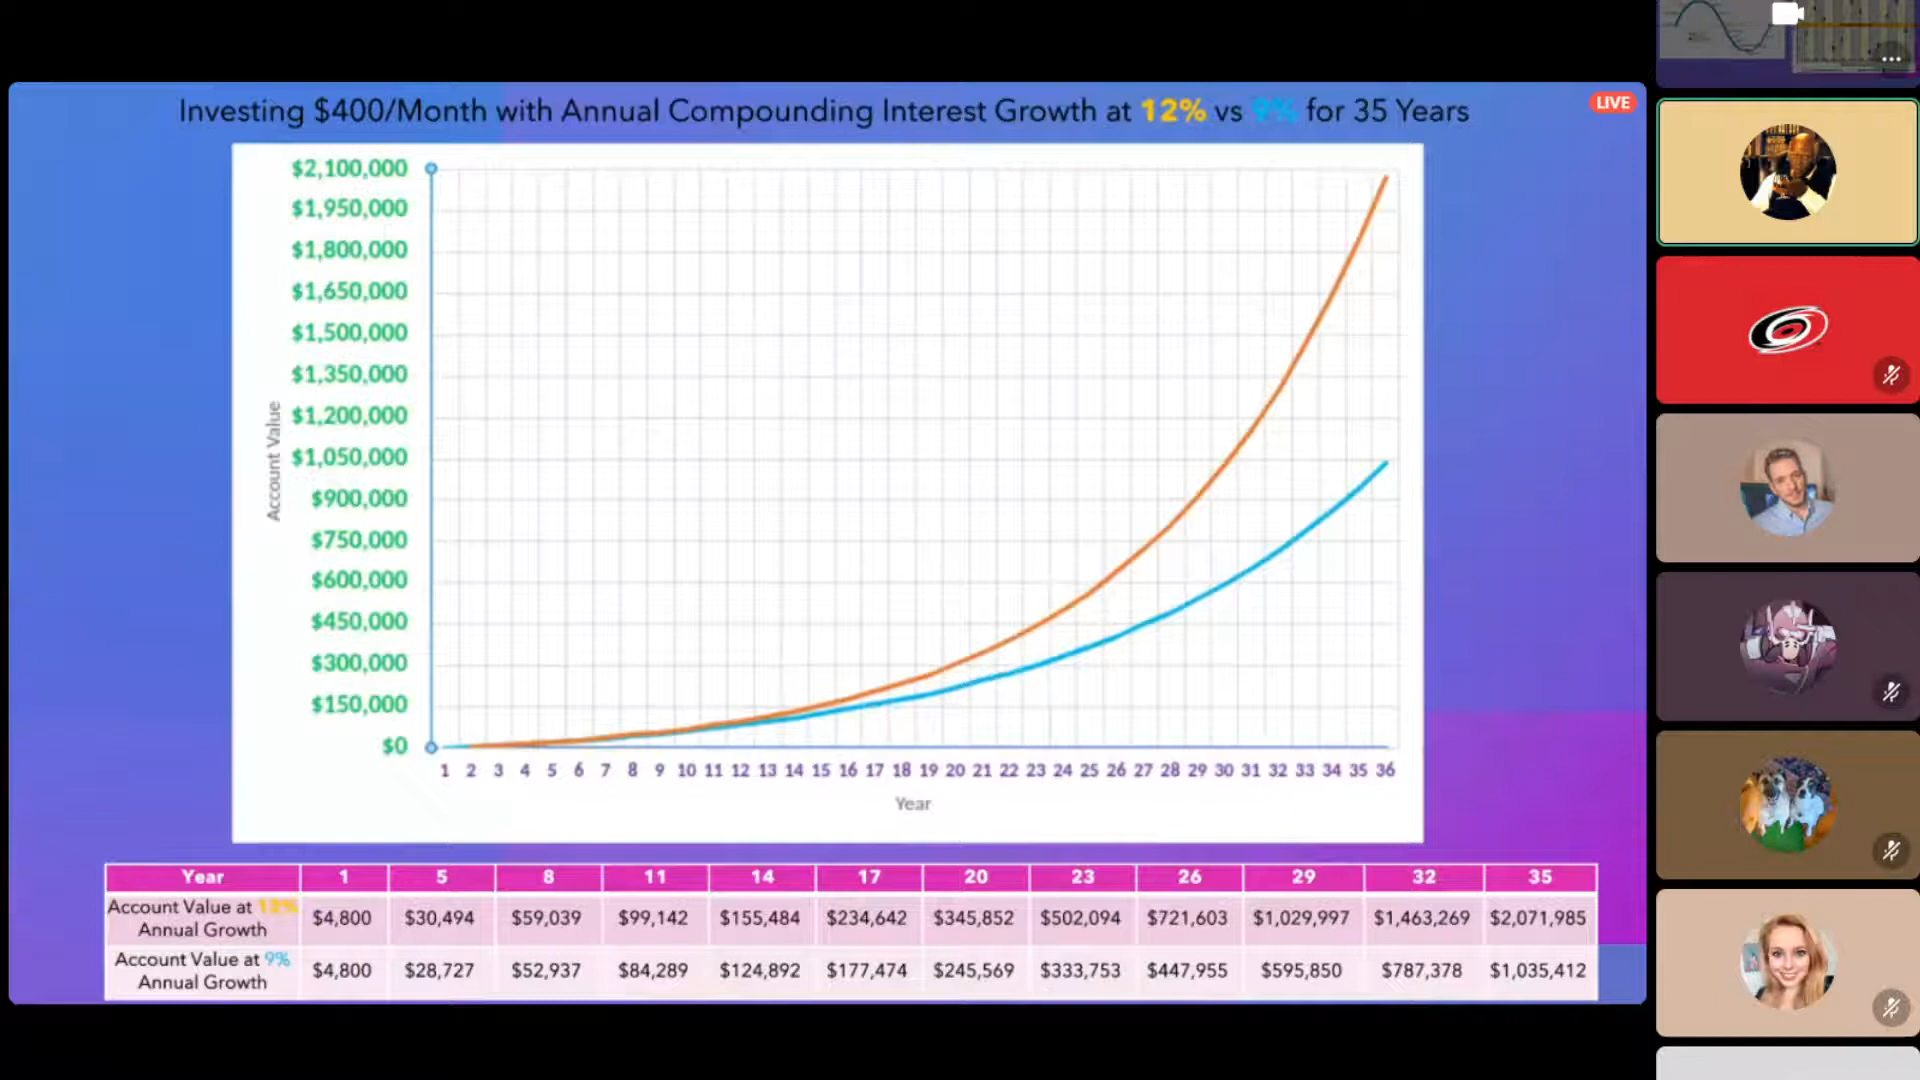 Investing $400/Month with Annual Compounding Interest Growth at 12% vs 9% for 35 Years
LIVE
$2,100,000
$1,950,000
$1,800,000
$1,650,000
$1,500,000
$1,350,000
$1,200,000
$1,050,000
$900,000
$750,000
$600,000
$450,000
$300,000
$150,000
$0
Account Value
1 2 3 4 5 6 7 8 9 10 11 12 13 14 15 16 17 18 19 20 21 22 23 24 25 26 27 28 29 30 31 32 33 34 35 36
Year
Year 1 5 8 11 14 17 20 23 26 29 32 35
Account Value at 12%
Annual Growth
$4,800 $30,494 $59,039 $99,142 $155,484 $234,642 $345,852 $502,094 $721,603 $1,029,997 $1,463,269 $2,071,985
Account Value at 9%
Annual Growth
$4,800 $28,727 $52,937 $84,289 $124,892 $177,474 $245,569 $333,753 $447,955 $595,850 $787,378 $1,035,412